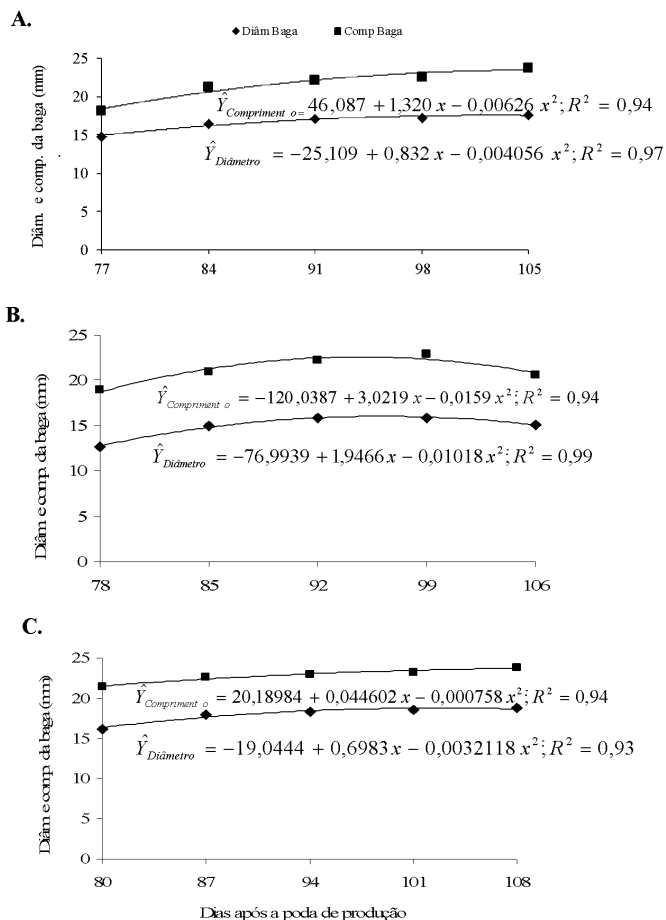 A.
Diâm Baga Comp Baga
Diâm. e comp. da baga (mm)
25
20
15
10
5
0
Ŷ Compriment o = 46,087 + 1,320 x − 0,00626 x²; R² = 0,94
Ŷ Diâmetro = −25,109 + 0,832 x − 0,004056 x²; R² = 0,97
77 84 91 98 105
B.
Diâm e comp. da baga (mm)
25
20
15
10
5
0
Ŷ Compriment o = −120,0387 + 3,0219 x − 0,0159 x²; R² = 0,94
Ŷ Diâmetro = −76,9939 + 1,9466 x − 0,01018 x²; R² = 0,99
78 85 92 99 106
C.
Diâm e comp. da baga (mm)
25
20
15
10
5
0
Ŷ Compriment o = 20,18984 + 0,044602 x − 0,000758 x²; R² = 0,94
Ŷ Diâmetro = −19,0444 + 0,6983 x − 0,0032118 x²; R² = 0,93
80 87 94 101 108
Dias após a poda de produção